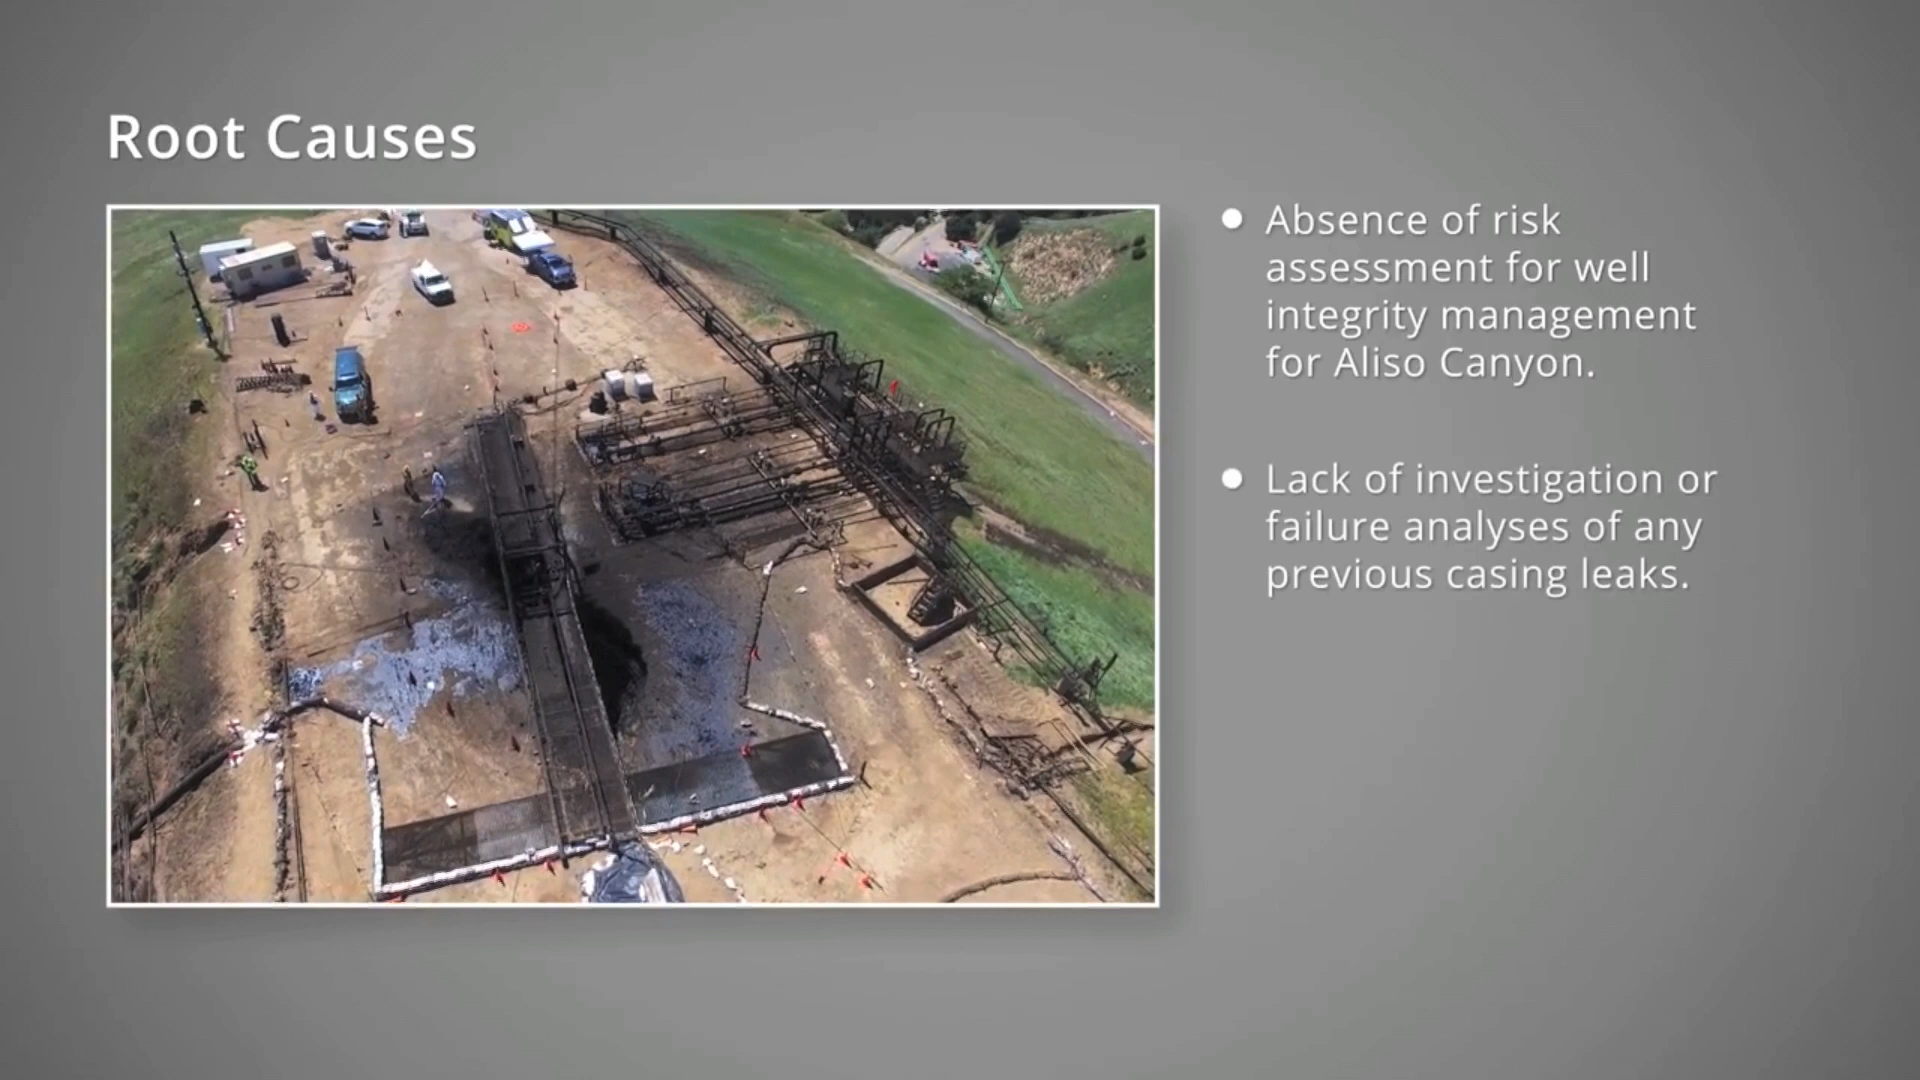 Root Causes
Absence of risk
assessment for well
integrity management
for Aliso Canyon.
Lack of investigation or
failure analyses of any
previous casing leaks.